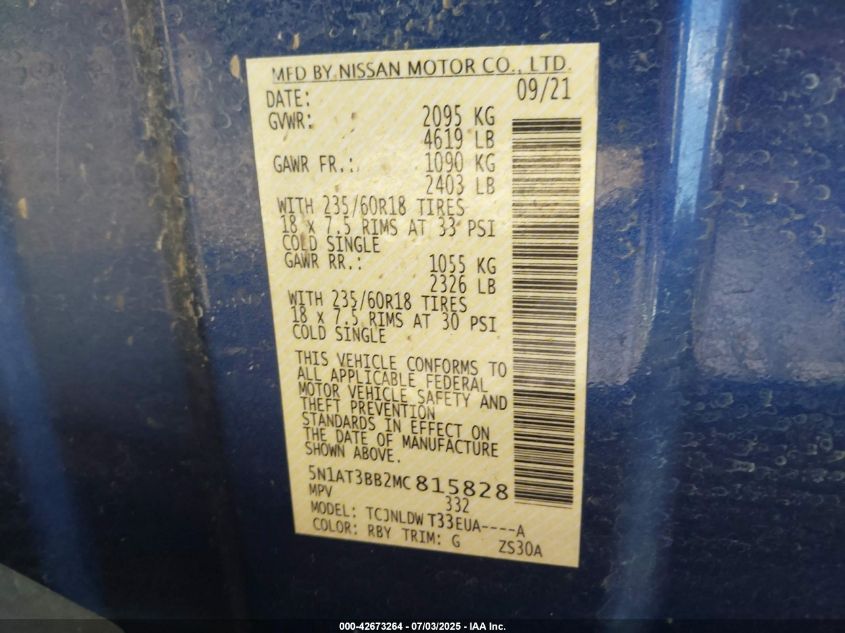 MFD BY NISSAN MOTOR CO., LTD.
DATE: 09/21
GVWR: 2095 KG
4619 LB
GAWR FR.: 1090 KG
2403 LB
WITH 235/60R18 TIRES
18 x 7.5 RIMS AT 33 PSI
COLD SINGLE
GAWR RR.: 1055 KG
2326 LB
WITH 235/60R18 TIRES
18 x 7.5 RIMS AT 30 PSI
COLD SINGLE
THIS VEHICLE CONFORMS TO
ALL APPLICABLE FEDERAL
MOTOR VEHICLE SAFETY AND
THEFT PREVENTION
STANDARDS IN EFFECT ON
THE DATE OF MANUFACTURE
SHOWN ABOVE.
5N1AT3BB2MC815828
MPV 332
MODEL: TCJNLDW T33EUA----A
COLOR: RBY TRIM: G ZS30A
000-42673264 - 07/03/2025 - IAA Inc.